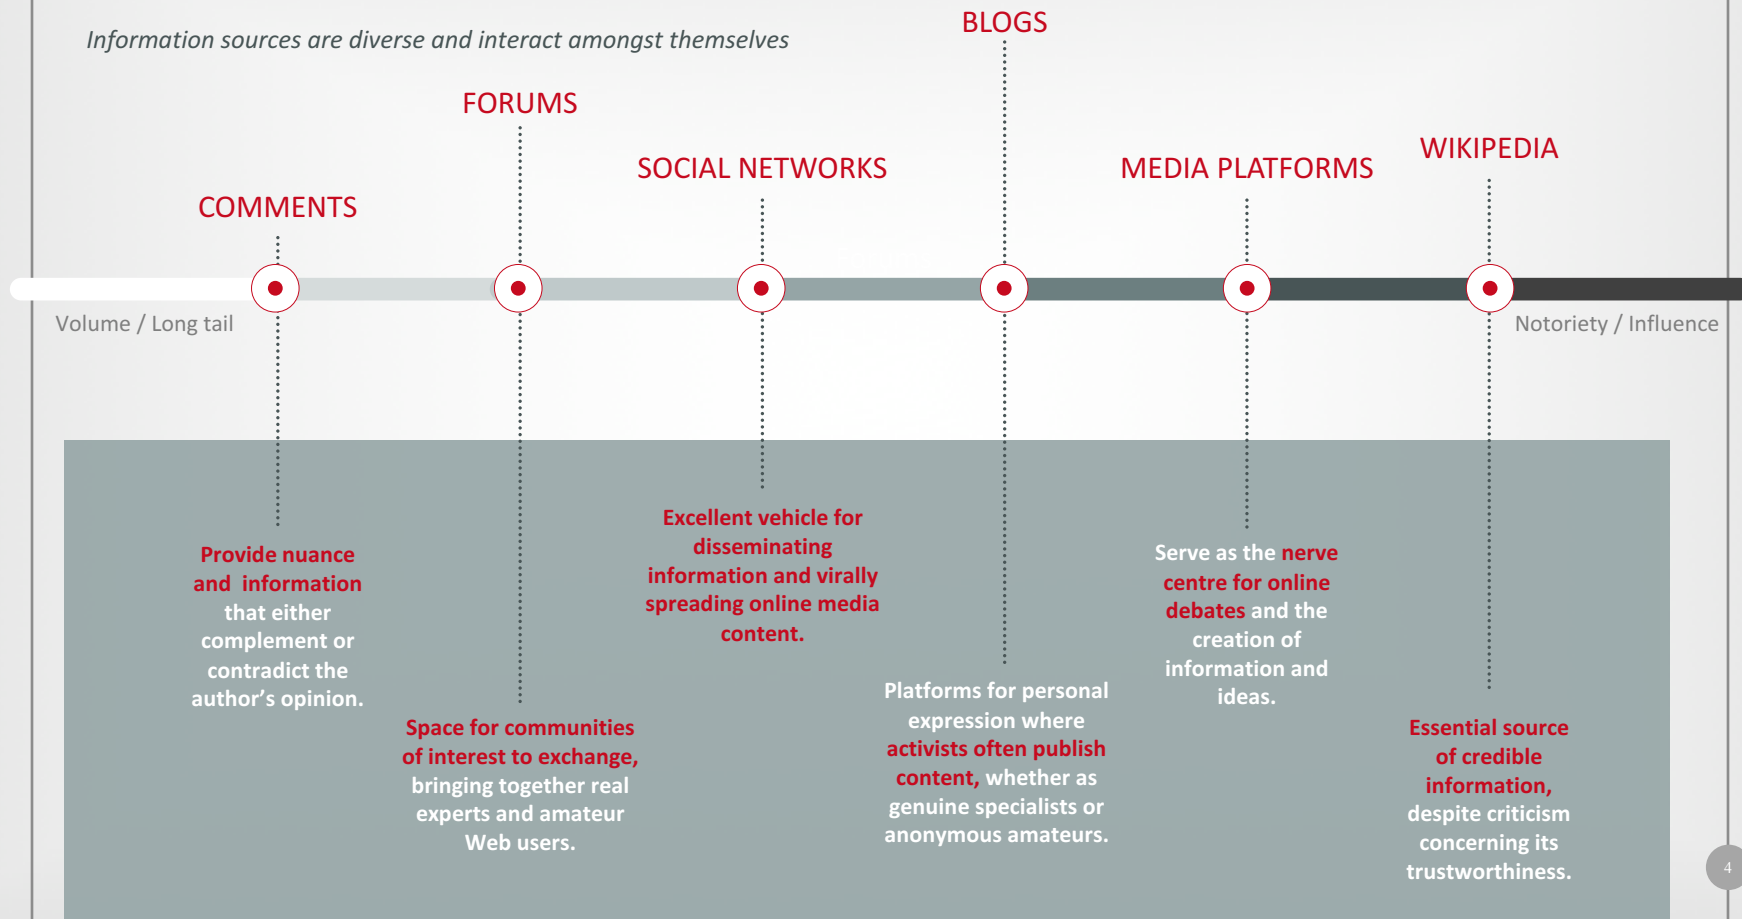 Information sources are diverse and interact amongst themselves
BLOGS
FORUMS
SOCIAL NETWORKS
MEDIA PLATFORMS
WIKIPEDIA
COMMENTS
Volume / Long tail
Notoriety / Influence
Provide nuance
and information
that either
complement or
contradict the
author’s opinion.
Space for communities
of interest to exchange,
bringing together real
experts and amateur
Web users.
Excellent vehicle for
disseminating
information and virally
spreading online media
content.
Platforms for personal
expression where
activists often publish
content, whether as
genuine specialists or
anonymous amateurs.
Serve as the nerve
centre for online
debates and the
creation of
information and
ideas.
Essential source
of credible
information,
despite criticism
concerning its
trustworthiness.
4